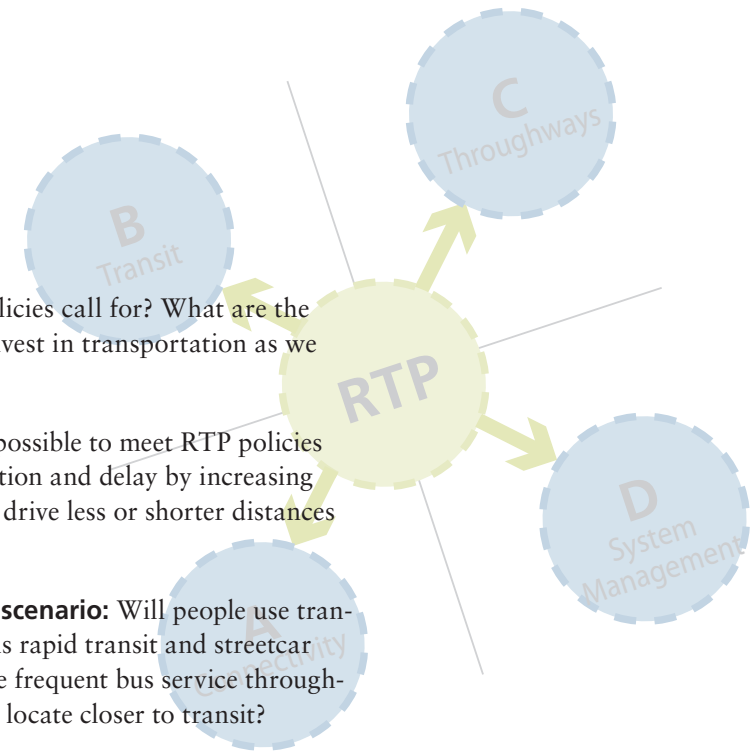 C
Throughways
B
Transit
licies call for? What are the
vest in transportation as we
RTP
possible to meet RTP policies
tion and delay by increasing
drive less or shorter distances
D
System
Management
scenario: Will people use tran-
s rapid transit and streetcar
e frequent bus service through-
locate closer to transit?
A
Connectivity